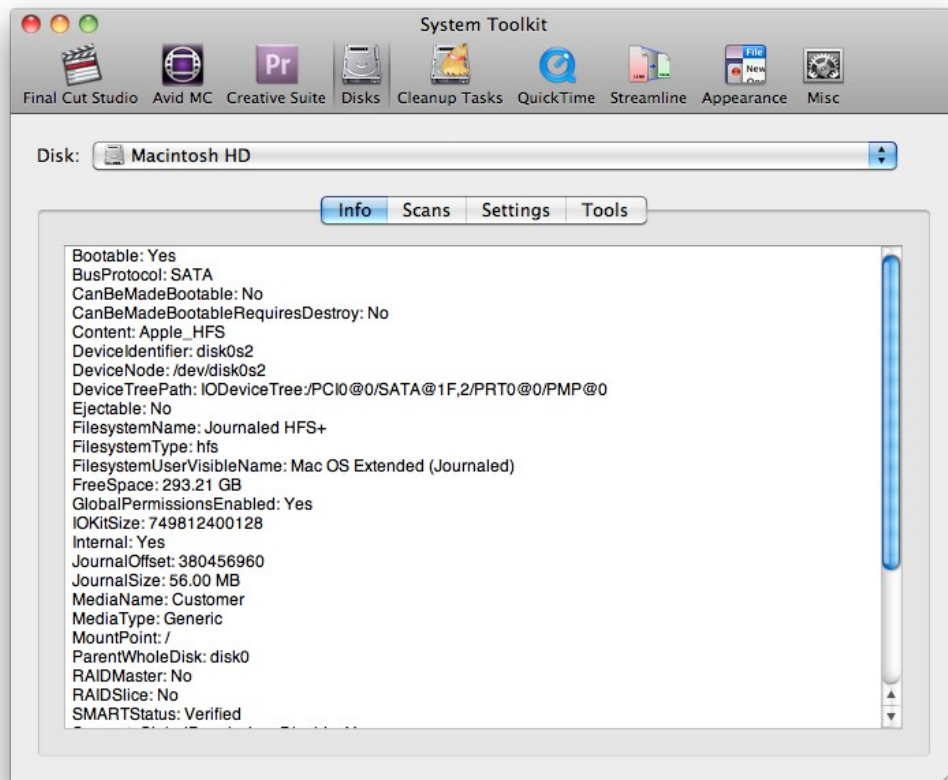 System Toolkit
Pr
File
New
Final Cut Studio Avid MC Creative Suite Disks Cleanup Tasks QuickTime Streamline Appearance Misc
Disk: Macintosh HD
Info Scans Settings Tools
Bootable: Yes
BusProtocol: SATA
CanBeMadeBootable: No
CanBeMadeBootableRequiresDestroy: No
Content: Apple_HFS
DeviceIdentifier: disk0s2
DeviceNode: /dev/disk0s2
DeviceTreePath: IODeviceTree:/PCI0@0/SATA@1F,2/PRT0@0/PMP@0
Ejectable: No
FilesystemName: Journaled HFS+
FilesystemType: hfs
FilesystemUserVisibleName: Mac OS Extended (Journaled)
FreeSpace: 293.21 GB
GlobalPermissionsEnabled: Yes
IOKitSize: 749812400128
Internal: Yes
JournalOffset: 380456960
JournalSize: 56.00 MB
MediaName: Customer
MediaType: Generic
MountPoint: /
ParentWholeDisk: disk0
RAIDMaster: No
RAIDSlice: No
SMARTStatus: Verified